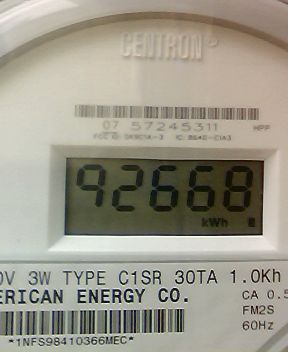 CENTRON®
07 57245311 HPP
92668
kWh
0V 3W TYPE C1SR 30TA 1.0Kh
ERICAN ENERGY CO. CA 0.5
FM2S
60Hz
*1NFS98410366MEC*